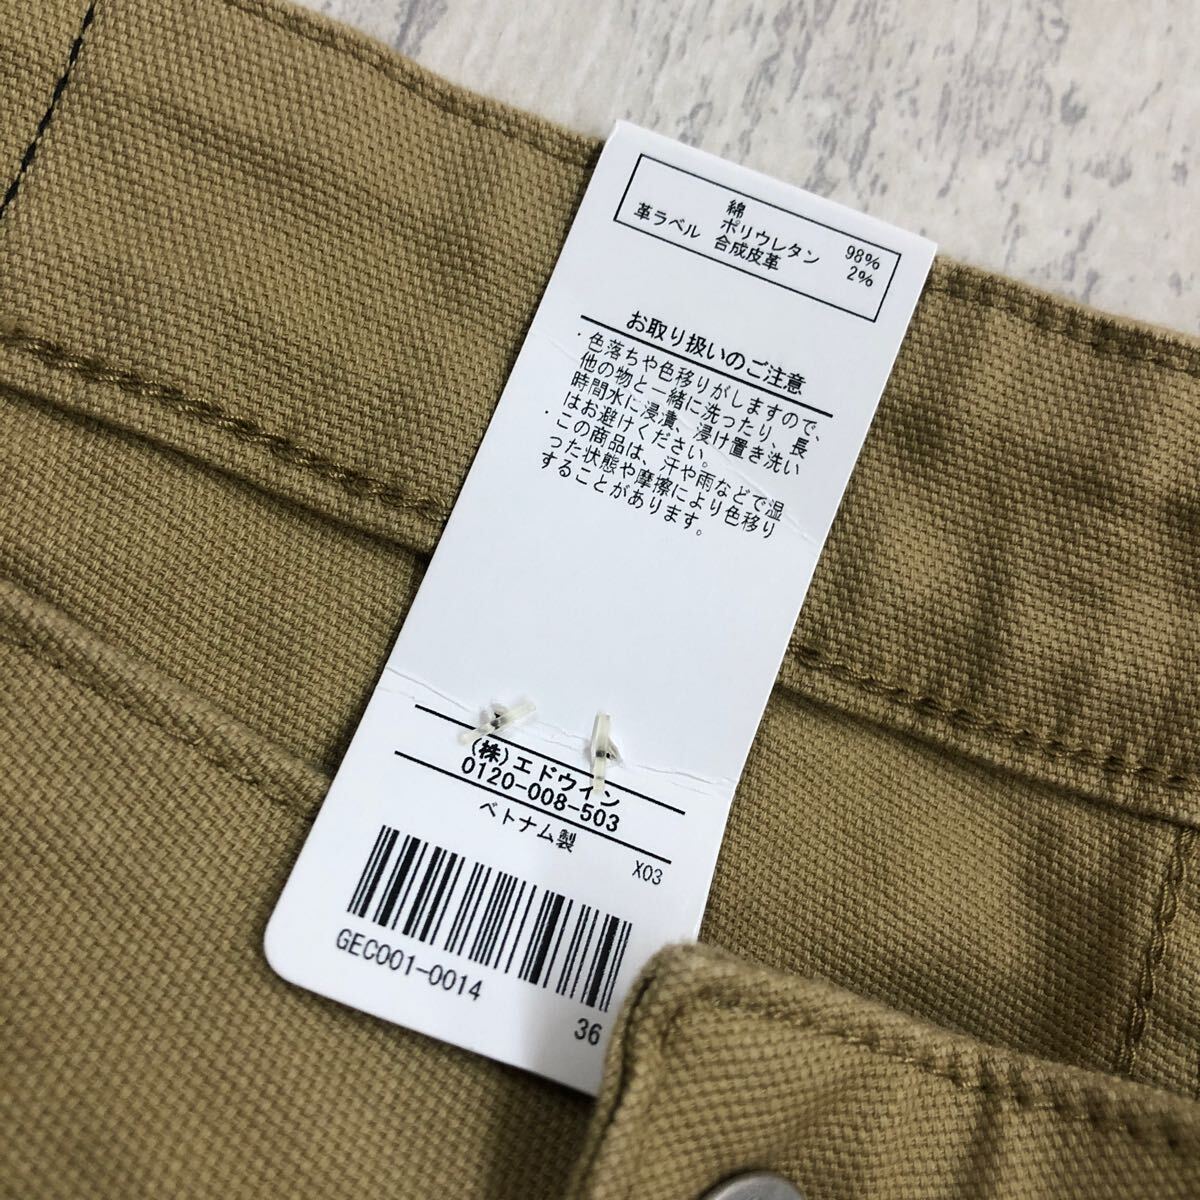 綿 98%
ポリウレタン 2%
革ラベル 合成皮革
お取り扱いのご注意
・色落ちや色移りがしますので、
他の物と一緒に洗ったり、長
時間水に浸漬、浸け置き洗い
はお避けください。
・この商品は、汗や雨などで湿
った状態や摩擦により色移り
することがあります。
(株)エドウイン
0120-008-503
ベトナム製
X03
GEC001-0014
36